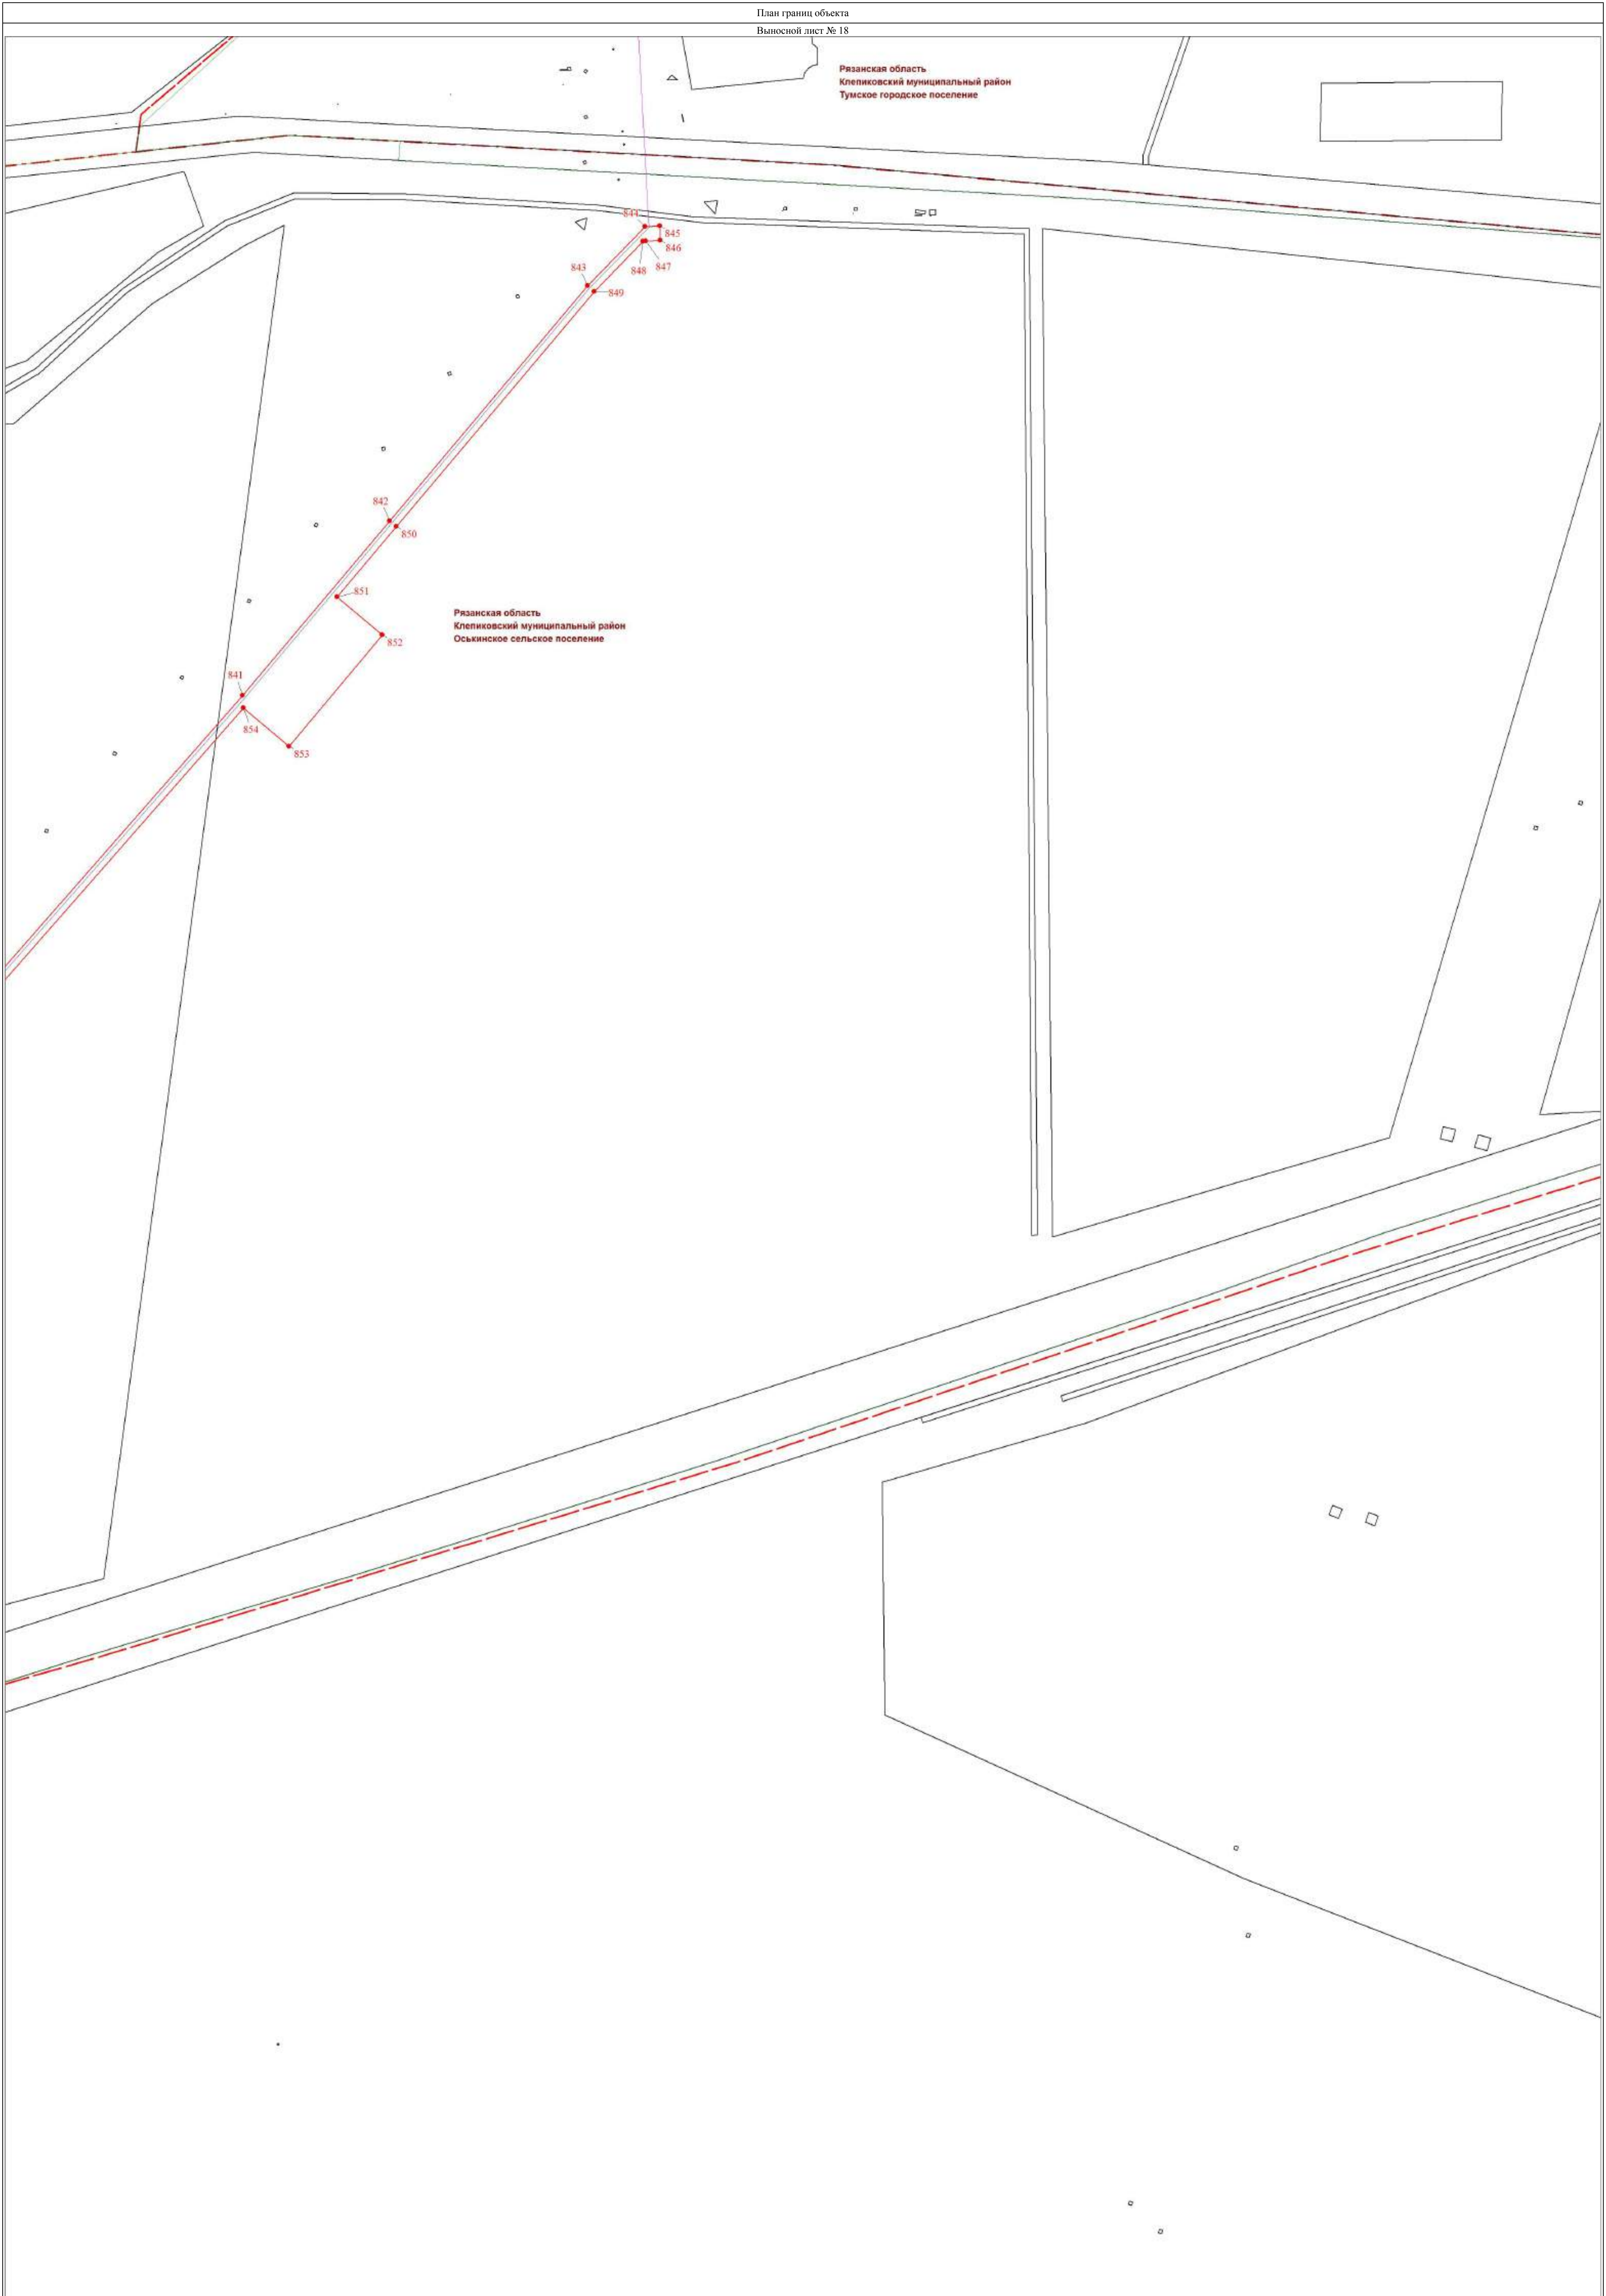 План границ объекта
Выносной лист № 18
Рязанская область
Клепиковский муниципальный район
Тумское городское поселение
844
845
846
847
848
843
849
842
850
851
Рязанская область
Клепиковский муниципальный район
Оськинское сельское поселение
852
841
854
853